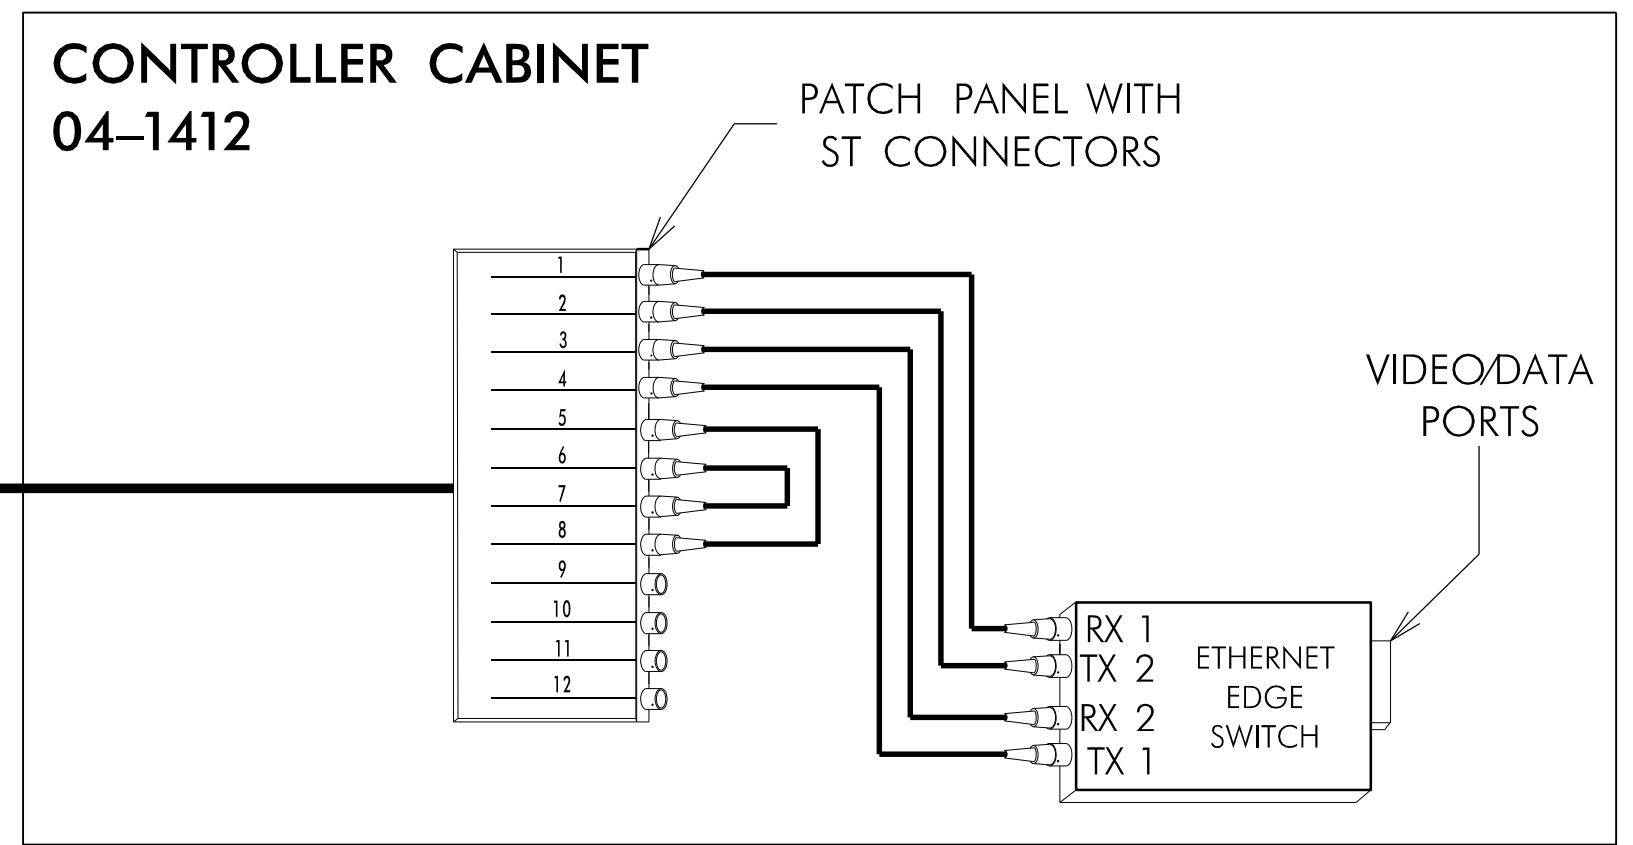 CONTROLLER CABINET
04–1412
PATCH PANEL WITH
ST CONNECTORS
1
2
3
4
5
6
7
8
9
10
11
12
VIDEO/DATA
PORTS
RX 1
TX 2
RX 2
TX 1
ETHERNET
EDGE
SWITCH